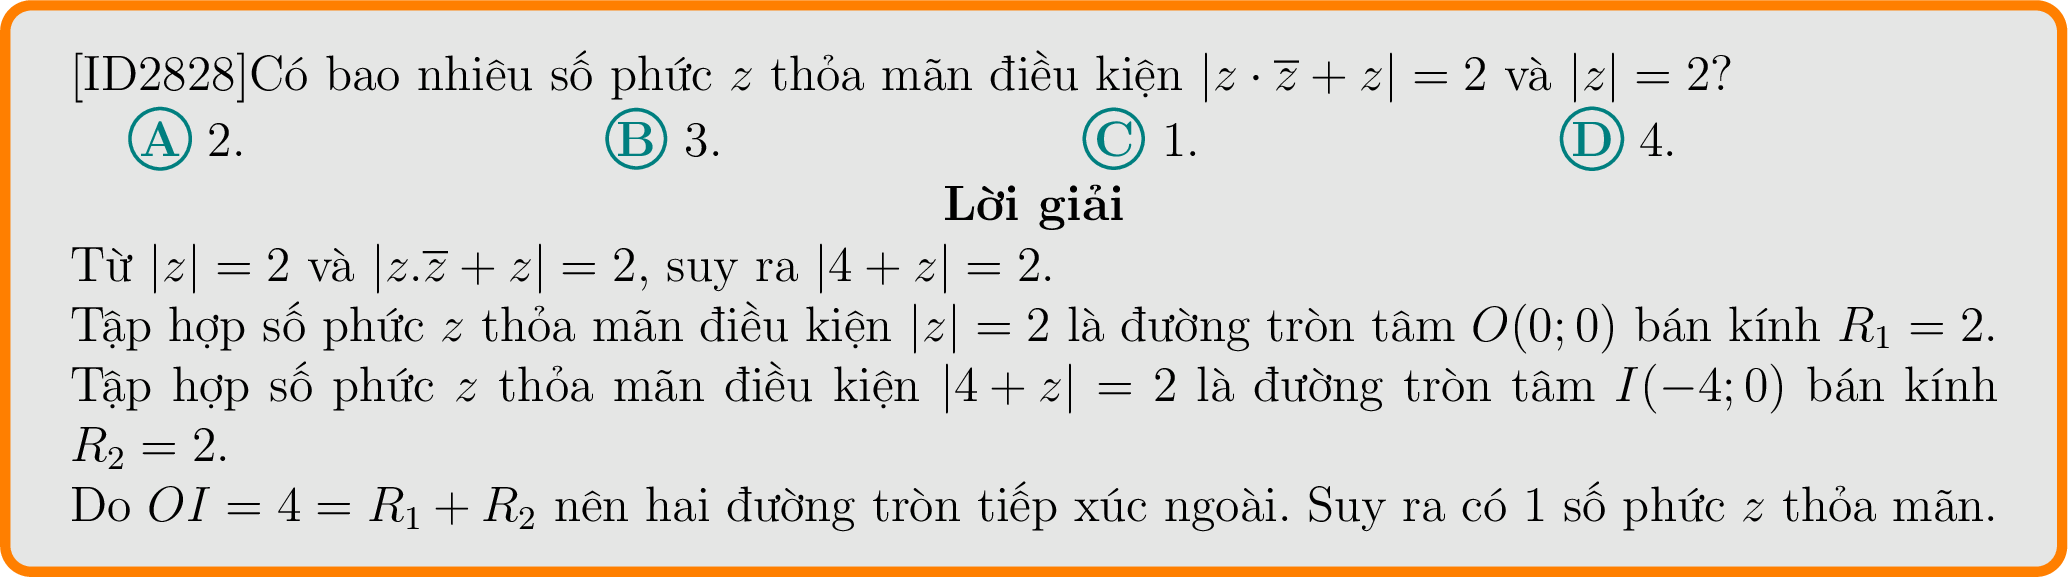 [ID2828]Có bao nhiêu số phức $z$ thỏa mãn điều kiện $|z \cdot \overline{z} + z| = 2$ và $|z| = 2$?
Ⓐ 2. Ⓑ 3. Ⓒ 1. Ⓓ 4.
Lời giải
Từ $|z| = 2$ và $|z.\overline{z} + z| = 2$, suy ra $|4 + z| = 2$.
Tập hợp số phức $z$ thỏa mãn điều kiện $|z| = 2$ là đường tròn tâm $O(0; 0)$ bán kính $R_1 = 2$.
Tập hợp số phức $z$ thỏa mãn điều kiện $|4 + z| = 2$ là đường tròn tâm $I(-4; 0)$ bán kính
$R_2 = 2$.
Do $OI = 4 = R_1 + R_2$ nên hai đường tròn tiếp xúc ngoài. Suy ra có 1 số phức $z$ thỏa mãn.